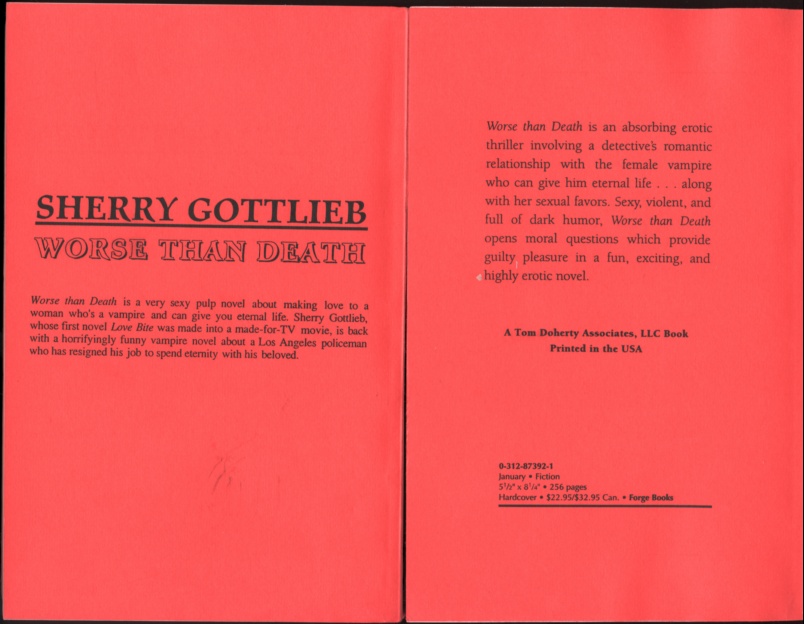 SHERRY GOTTLIEB
WORSE THAN DEATH
Worse than Death is a very sexy pulp novel about making love to a
woman who's a vampire and can give you eternal life. Sherry Gottlieb,
whose first novel Love Bite was made into a made-for-TV movie, is back
with a horrifyingly funny vampire novel about a Los Angeles policeman
who has resigned his job to spend eternity with his beloved.
Worse than Death is an absorbing erotic
thriller involving a detective's romantic
relationship with the female vampire
who can give him eternal life . . . along
with her sexual favors. Sexy, violent, and
full of dark humor, Worse than Death
opens moral questions which provide
guilty pleasure in a fun, exciting, and
highly erotic novel.
A Tom Doherty Associates, LLC Book
Printed in the USA
0-312-87392-1
January • Fiction
5½" x 8¼" • 256 pages
Hardcover • $22.95/$32.95 Can. • Forge Books